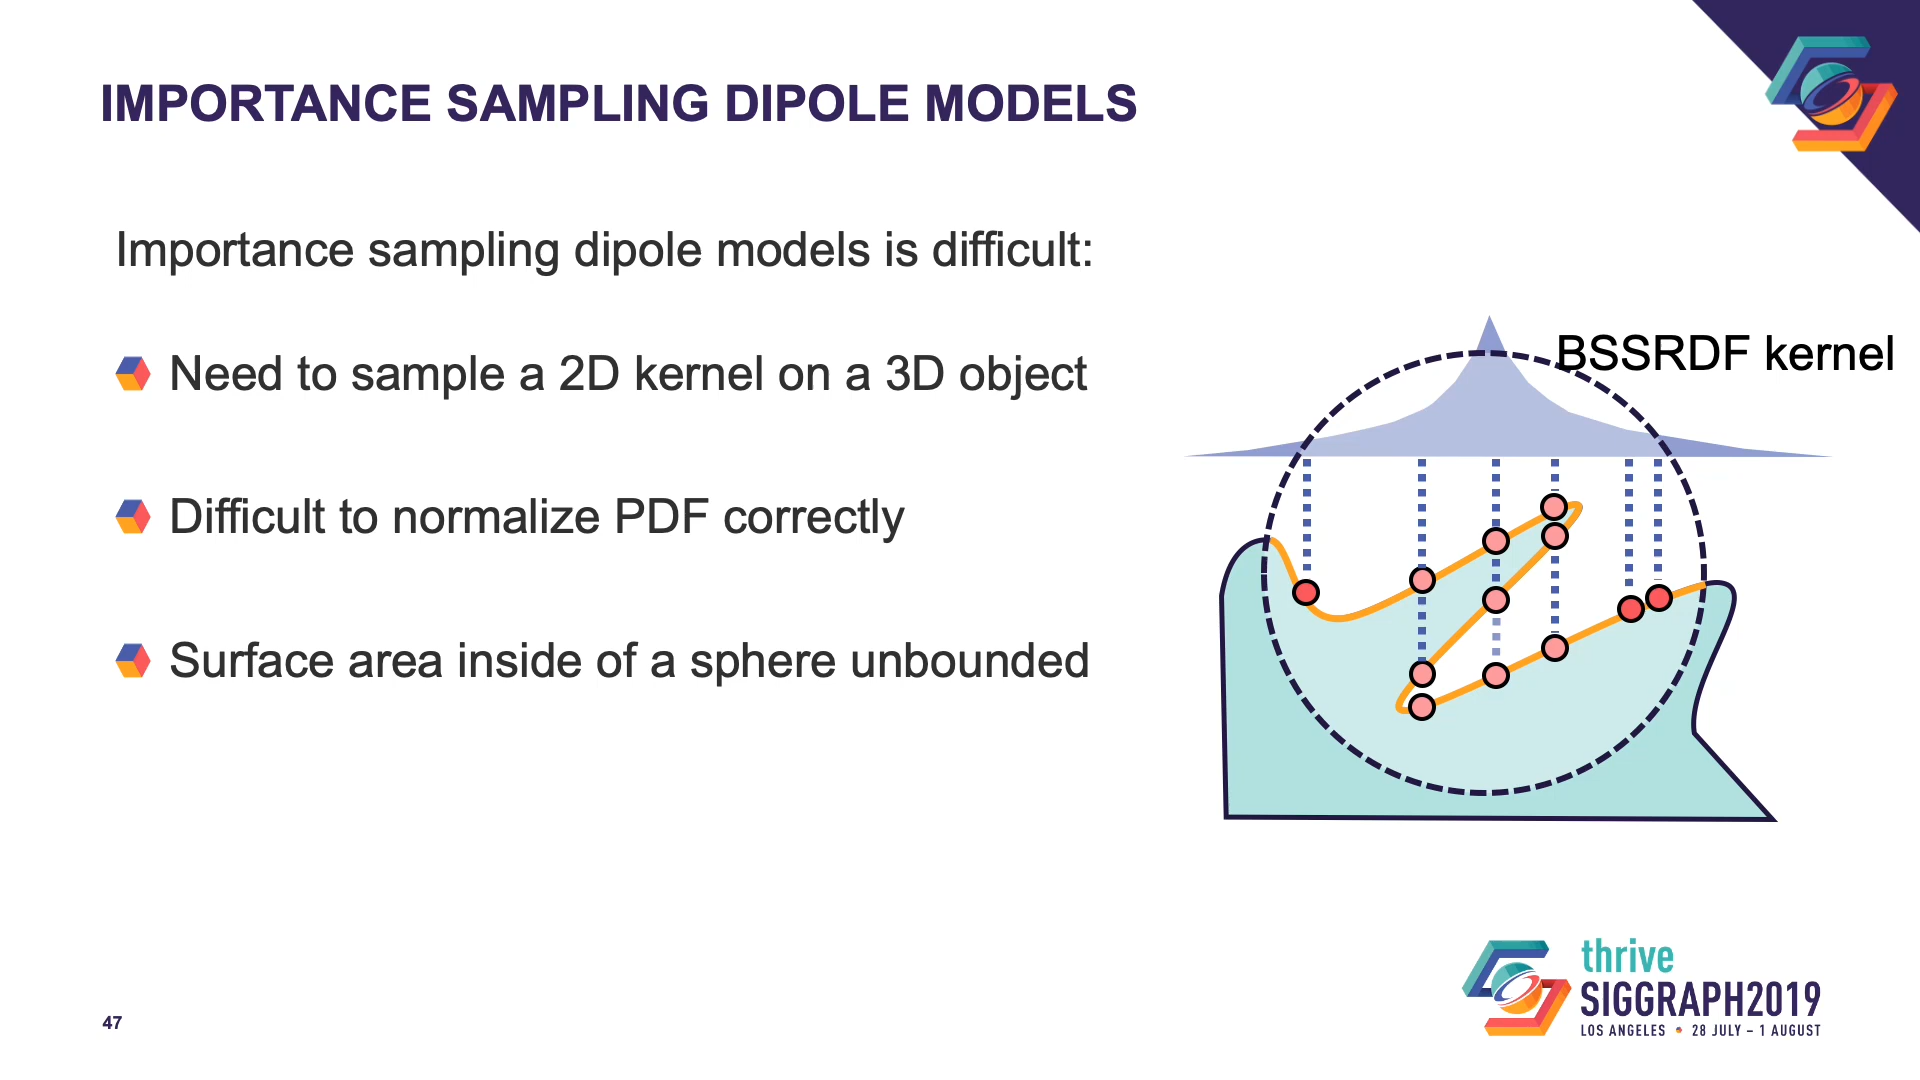 IMPORTANCE SAMPLING DIPOLE MODELS
Importance sampling dipole models is difficult:
Need to sample a 2D kernel on a 3D object
Difficult to normalize PDF correctly
Surface area inside of a sphere unbounded
BSSRDF kernel
47
thrive
SIGGRAPH2019
LOS ANGELES • 28 JULY – 1 AUGUST